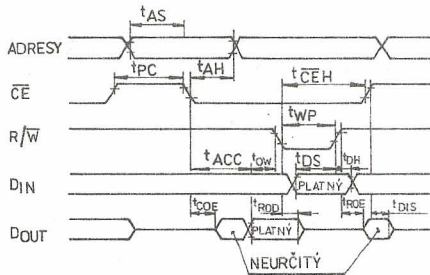 tAS
ADRESY
tPC tAH tCEH
CE
tWP
R/W
tACC tOW tDS tDH
DIN PLATNÝ
tCOE tROD tROE tDIS
DOUT PLATNÝ
NEURČITÝ